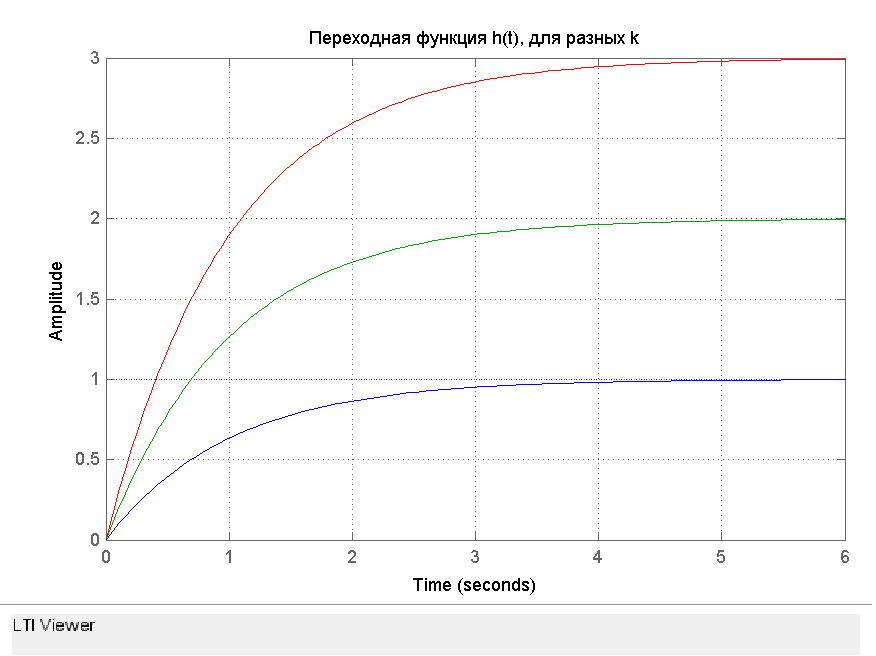 Переходная функция h(t), для разных k
3
2.5
2
1.5
1
0.5
0
Amplitude
0 1 2 3 4 5 6
Time (seconds)
LTI Viewer